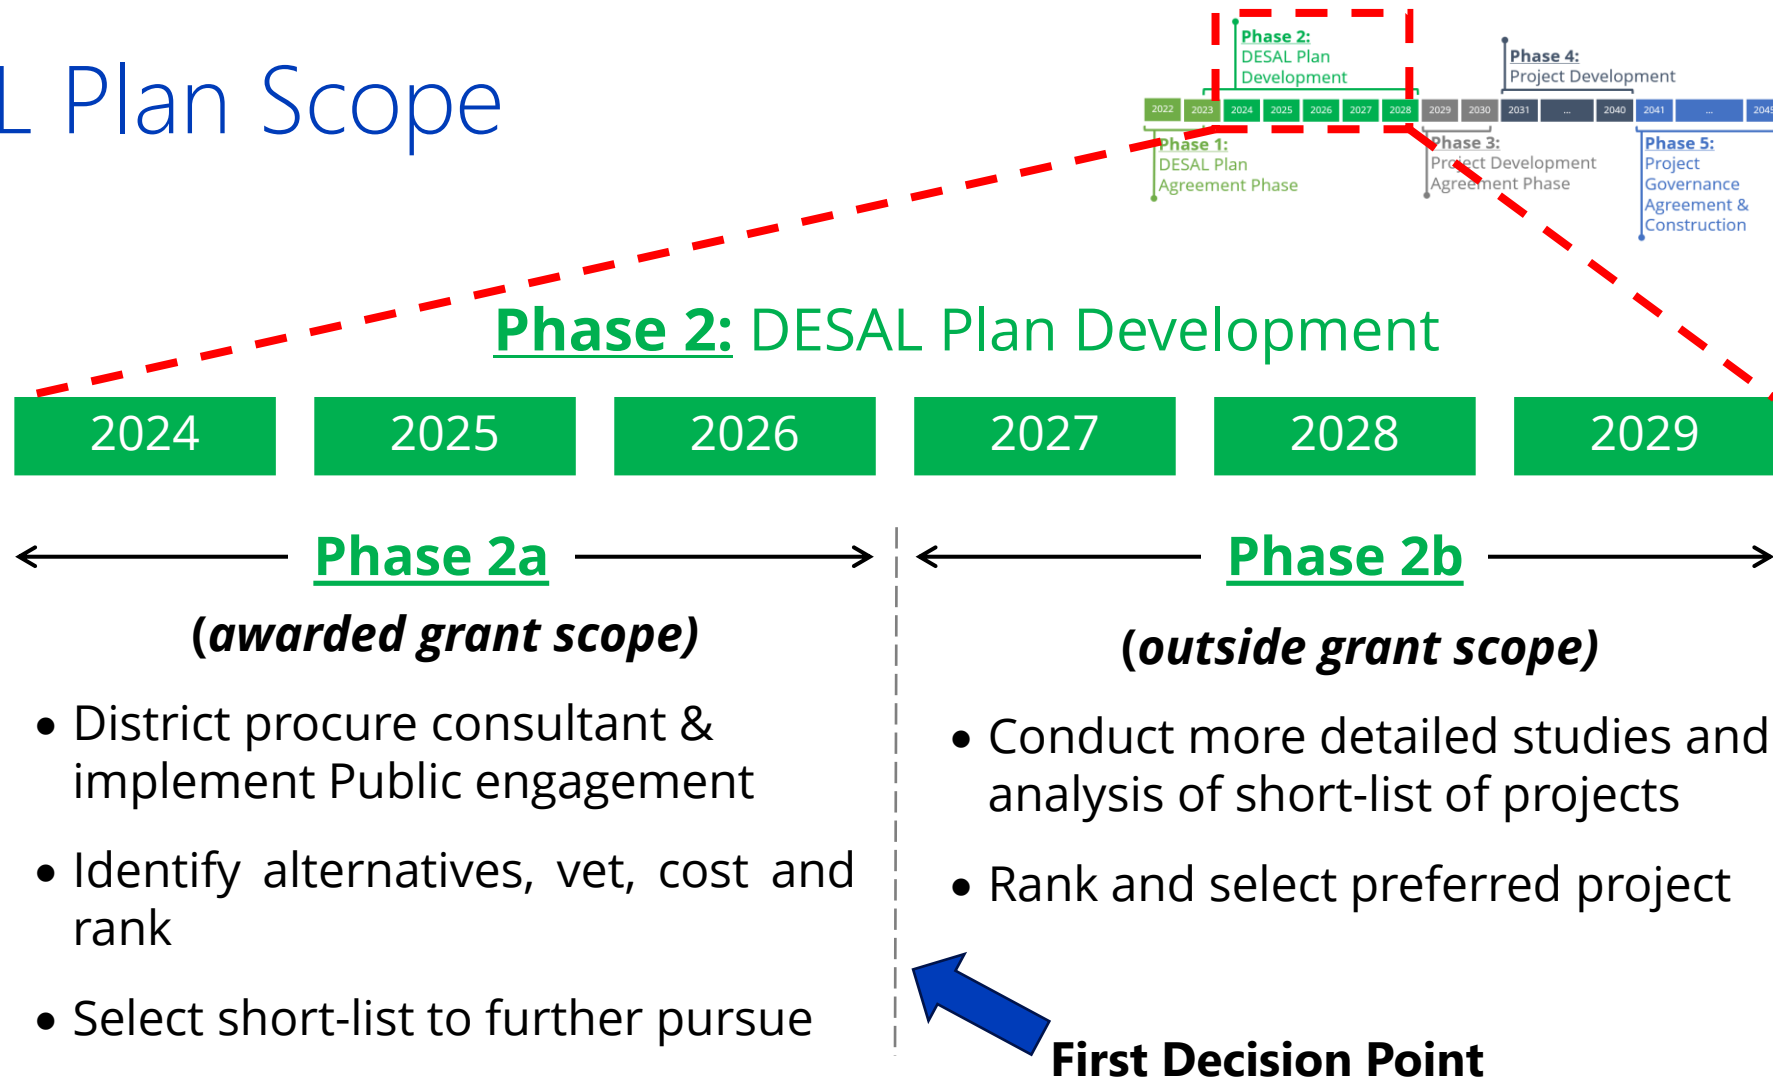 L Plan Scope
Phase 2:
DESAL Plan
Development
Phase 4:
Project Development
2022 2023 2024 2025 2026 2027 2028 2029 2030 2031 ... 2040 2041 ... 2045
Phase 1:
DESAL Plan
Agreement Phase
Phase 3:
Project Development
Agreement Phase
Phase 5:
Project
Governance
Agreement &
Construction
Phase 2: DESAL Plan Development
2024 2025 2026 2027 2028 2029
Phase 2a
(awarded grant scope)
• District procure consultant &
implement Public engagement
• Identify alternatives, vet, cost and
rank
• Select short-list to further pursue
Phase 2b
(outside grant scope)
• Conduct more detailed studies and
analysis of short-list of projects
• Rank and select preferred project
First Decision Point